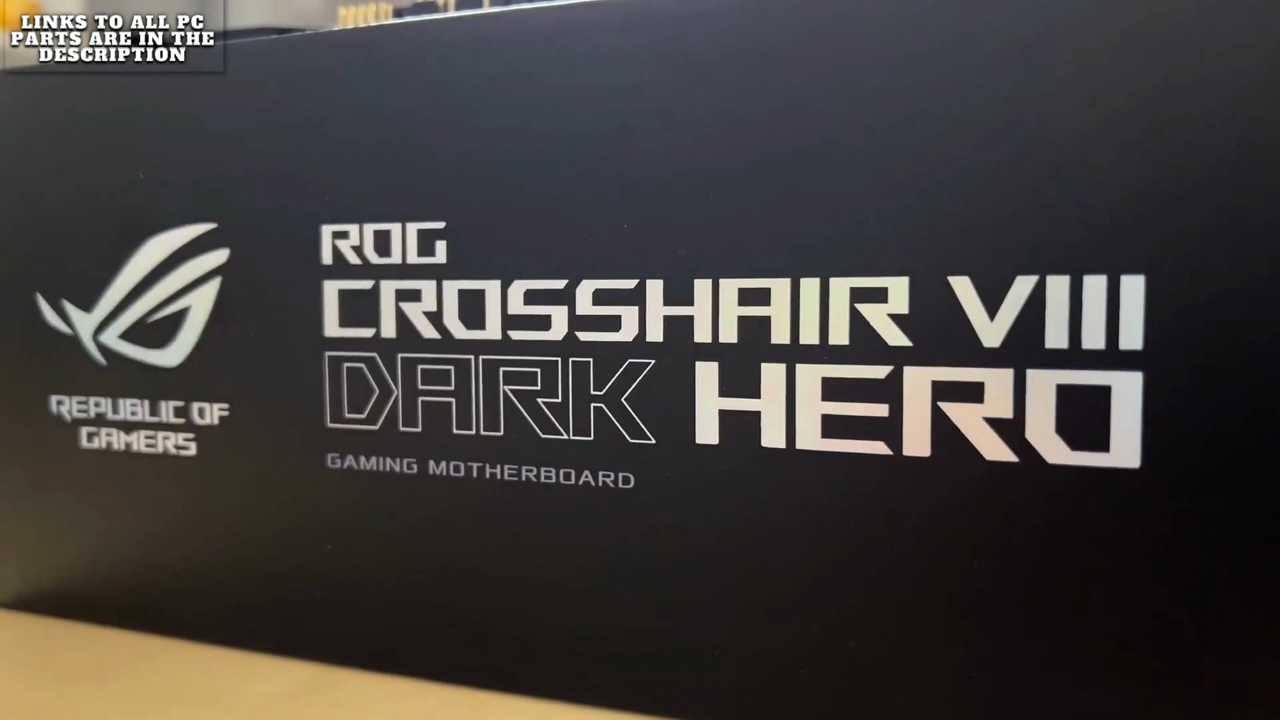 LINKS TO ALL PC
PARTS ARE IN THE
DESCRIPTION
REPUBLIC OF
GAMERS
ROG
CROSSHAIR VIII
DARK HERO
GAMING MOTHERBOARD